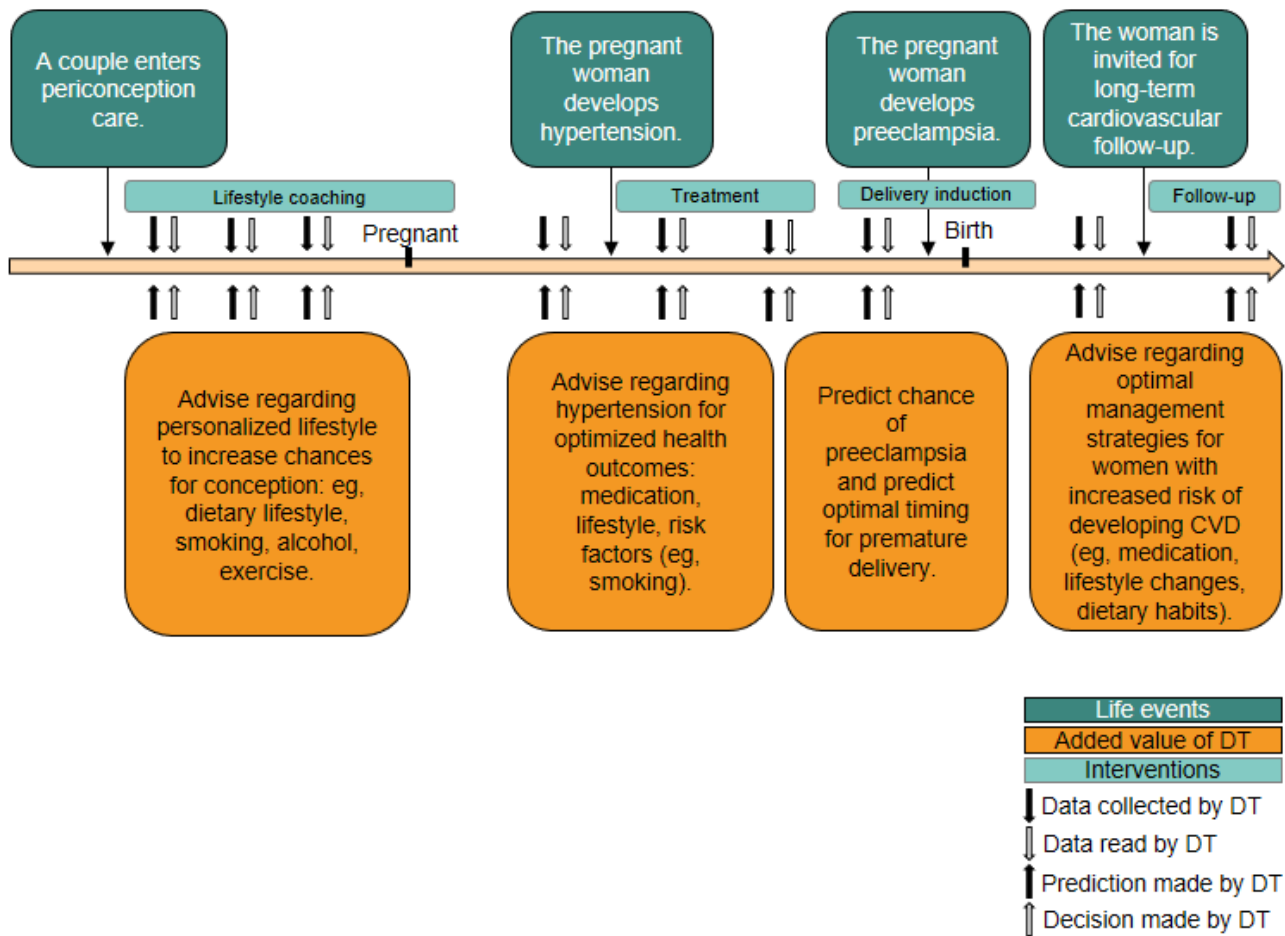 A couple enters
periconception
care.
The pregnant
woman
develops
hypertension.
The pregnant
woman
develops
preeclampsia.
The woman is
invited for
long-term
cardiovascular
follow-up.
Lifestyle coaching
Treatment
Delivery induction
Follow-up
Pregnant
Birth
Advise regarding
personalized lifestyle
to increase chances
for conception: eg,
dietary lifestyle,
smoking, alcohol,
exercise.
Advise regarding
hypertension for
optimized health
outcomes:
medication,
lifestyle, risk
factors (eg,
smoking).
Predict chance
of
preeclampsia
and predict
optimal timing
for premature
delivery.
Advise regarding
optimal
management
strategies for
women with
increased risk of
developing CVD
(eg, medication,
lifestyle changes,
dietary habits).
Life events
Added value of DT
Interventions
Data collected by DT
Data read by DT
Prediction made by DT
Decision made by DT